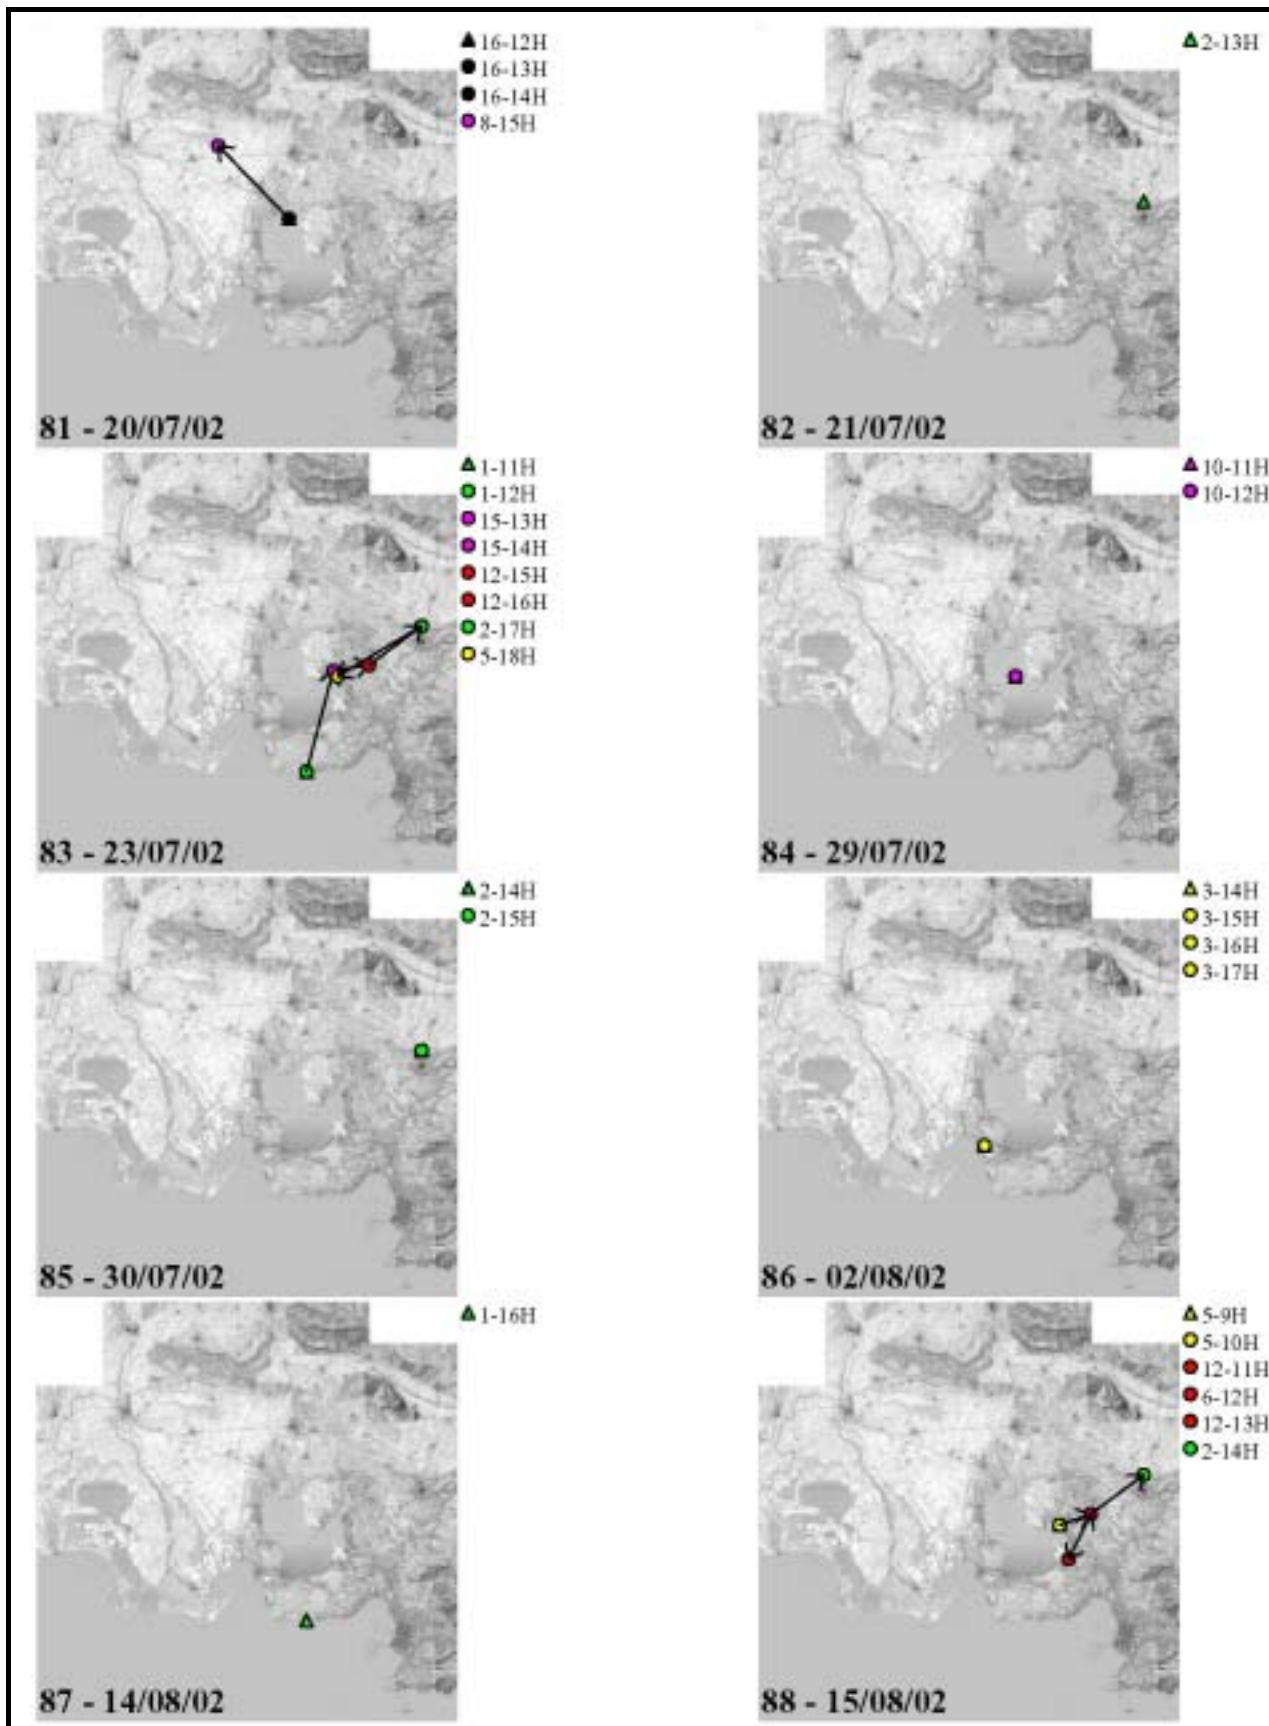 16-12H
16-13H
16-14H
8-15H
81 - 20/07/02
2-13H
82 - 21/07/02
1-11H
1-12H
15-13H
15-14H
12-15H
12-16H
2-17H
5-18H
83 - 23/07/02
10-11H
10-12H
84 - 29/07/02
2-14H
2-15H
85 - 30/07/02
3-14H
3-15H
3-16H
3-17H
86 - 02/08/02
1-16H
87 - 14/08/02
5-9H
5-10H
12-11H
6-12H
12-13H
2-14H
88 - 15/08/02